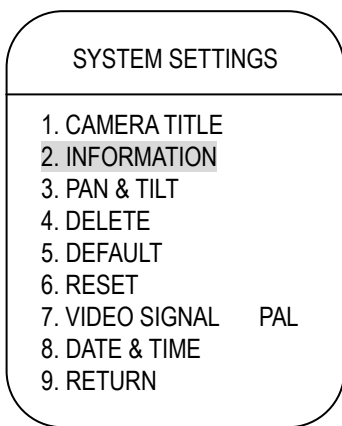 SYSTEM SETTINGS
1. CAMERA TITLE
2. INFORMATION
3. PAN & TILT
4. DELETE
5. DEFAULT
6. RESET
7. VIDEO SIGNAL PAL
8. DATE & TIME
9. RETURN